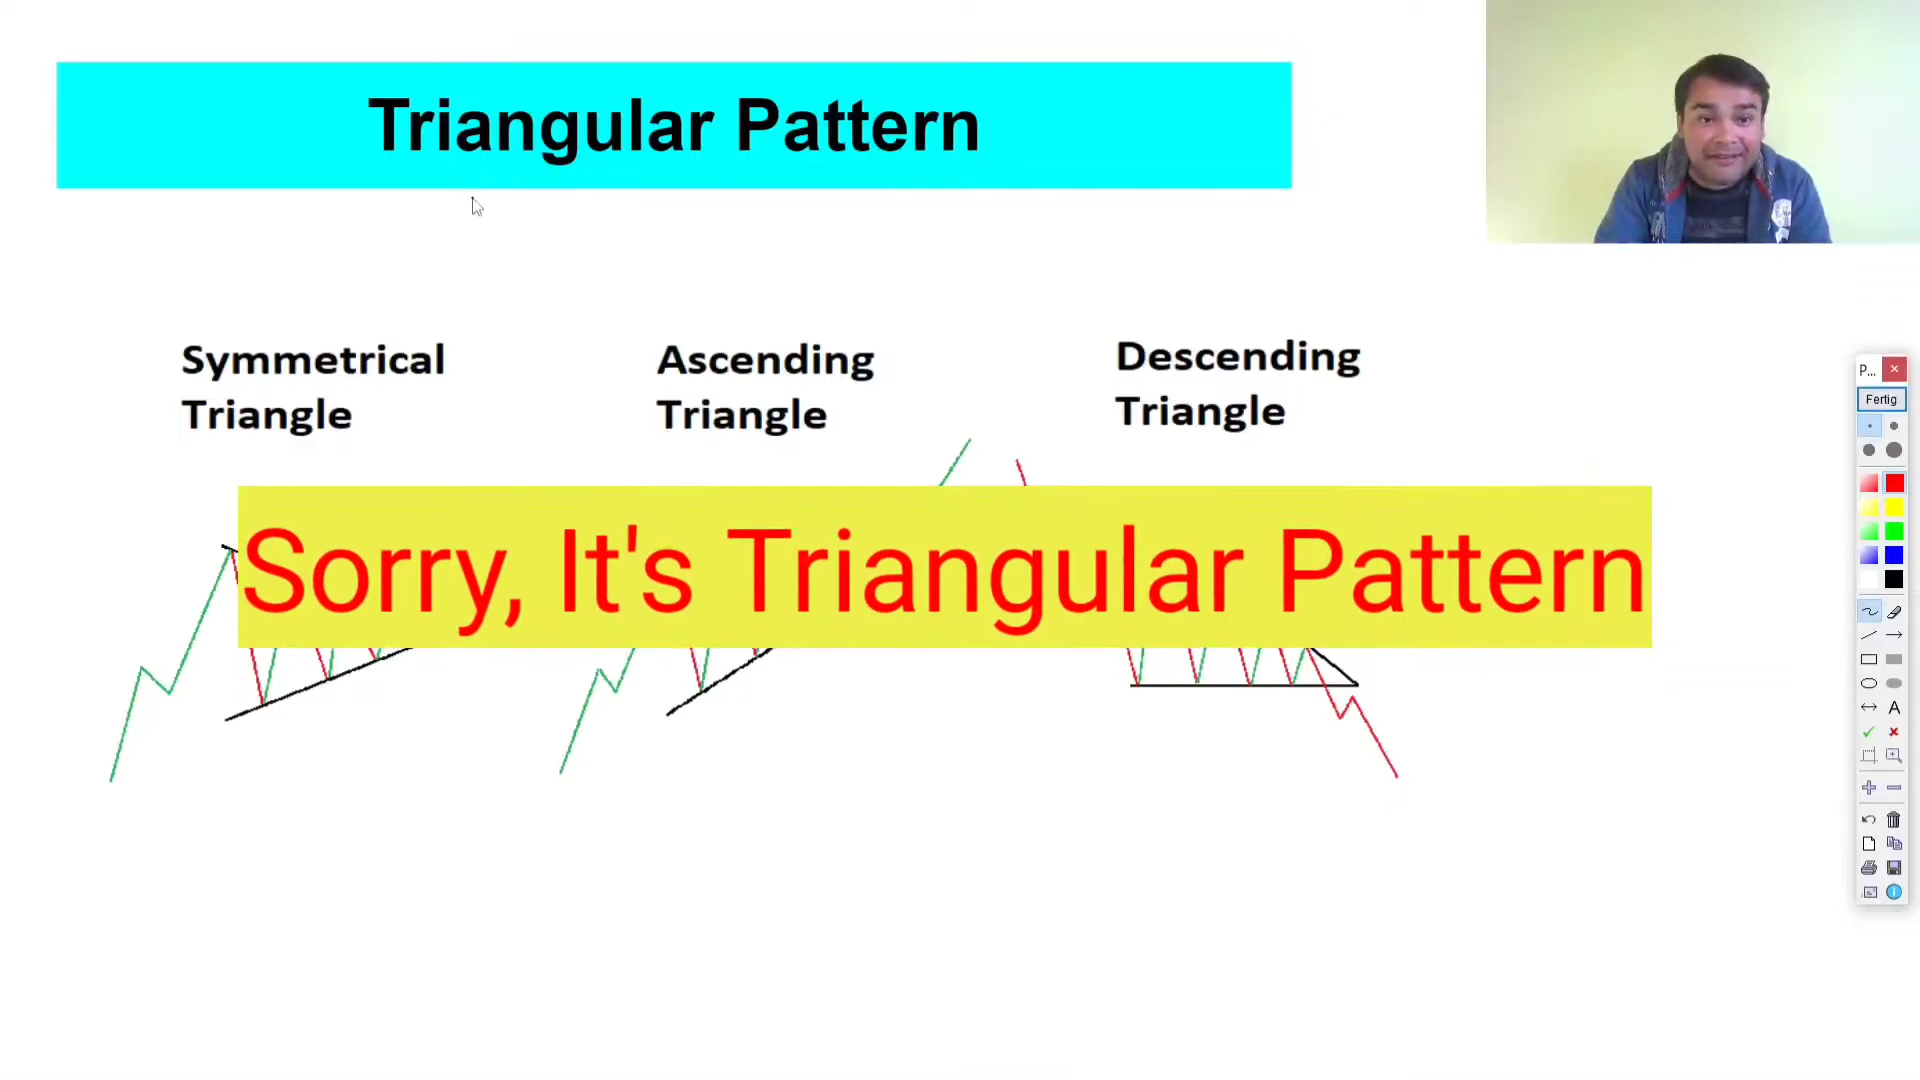 Triangular Pattern
Symmetrical
Triangle
Ascending
Triangle
Descending
Triangle
Sorry, It's Triangular Pattern
P...
Fertig
A